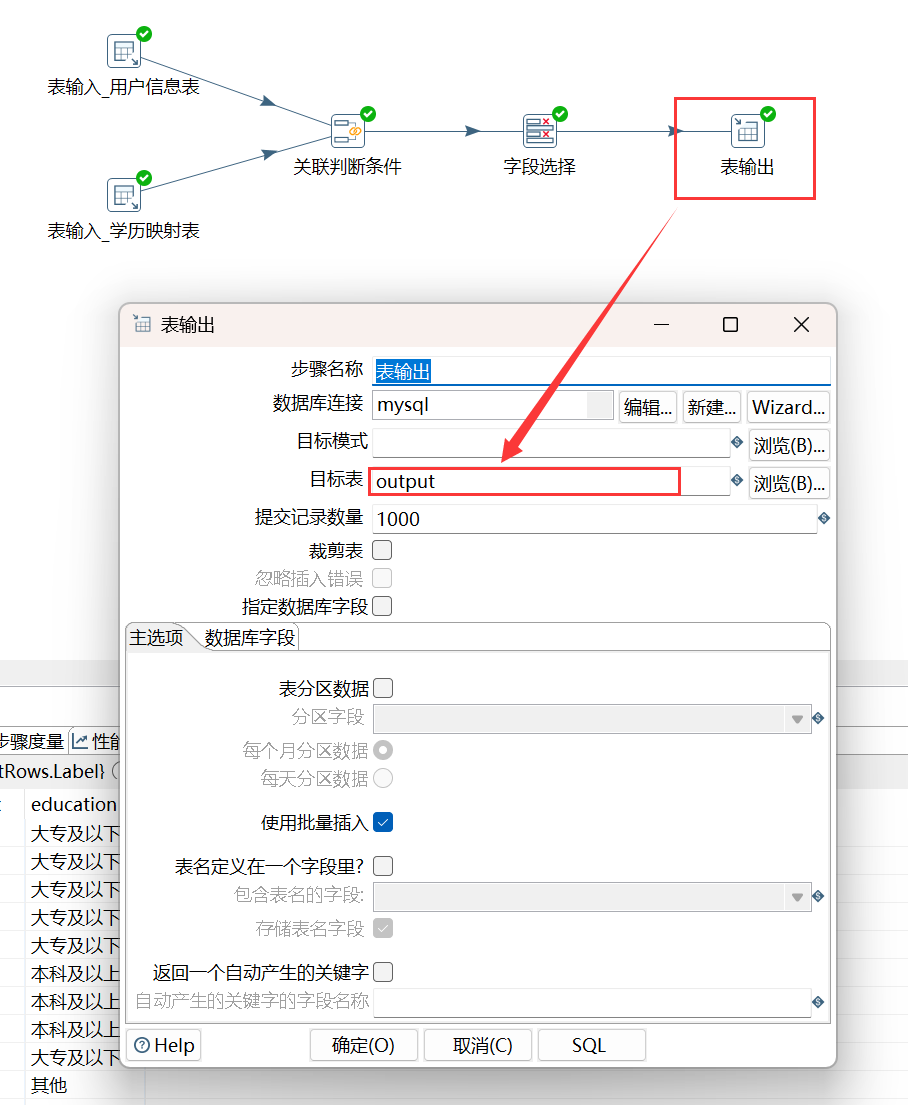 表输入_用户信息表
关联判断条件
字段选择
表输出
表输入_学历映射表
表输出
步骤名称 表输出
数据库连接 mysql 编辑... 新建... Wizard...
目标模式 浏览(B)...
目标表 output 浏览(B)...
提交记录数量 1000
裁剪表
忽略插入错误
指定数据库字段
主选项 数据库字段
表分区数据
分区字段
每个月分区数据
每天分区数据
使用批量插入
表名定义在一个字段里?
包含表名的字段:
存储表名字段
返回一个自动产生的关键字
自动产生的关键字的字段名称
Help 确定(O) 取消(C) SQL
步骤度量 性能
tRows.Label}
education
大专及以下
大专及以下
大专及以下
大专及以下
大专及以下
本科及以上
本科及以上
本科及以上
大专及以下
其他